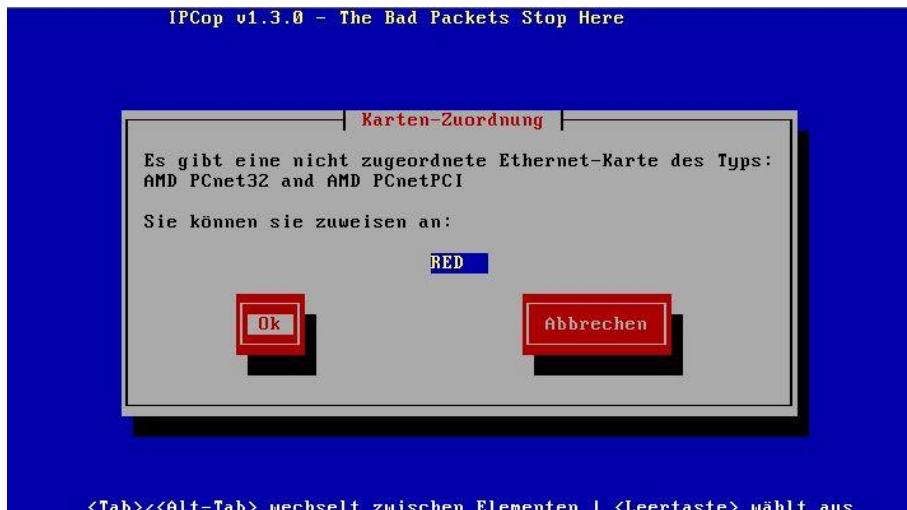 IPCop v1.3.0 - The Bad Packets Stop Here
Karten-Zuordnung
Es gibt eine nicht zugeordnete Ethernet-Karte des Typs:
AMD PCnet32 and AMD PCnetPCI
Sie können sie zuweisen an:
RED
Ok Abbrechen
<Tab>/<Alt-Tab> wechselt zwischen Elementen | <Leertaste> wählt aus